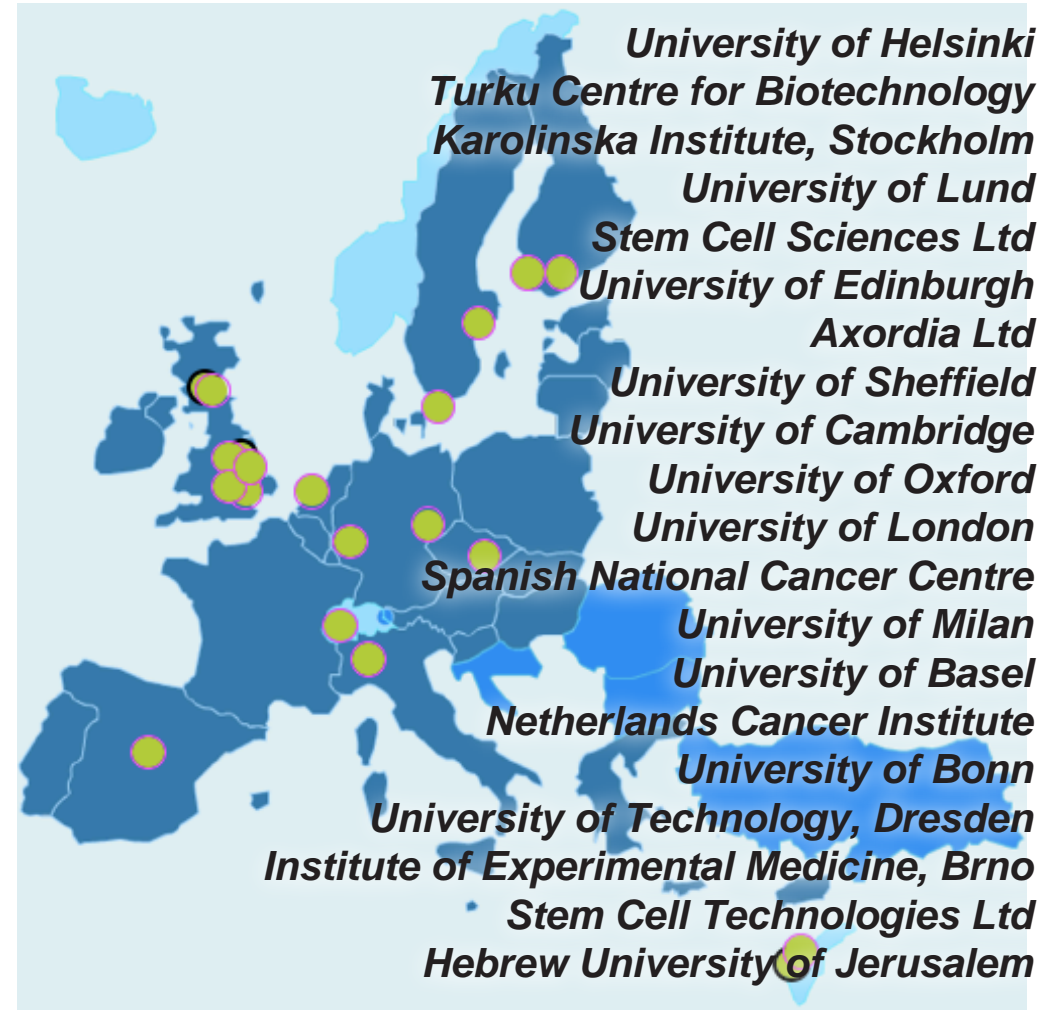 University of Helsinki
Turku Centre for Biotechnology
Karolinska Institute, Stockholm
University of Lund
Stem Cell Sciences Ltd
University of Edinburgh
Axordia Ltd
University of Sheffield
University of Cambridge
University of Oxford
University of London
Spanish National Cancer Centre
University of Milan
University of Basel
Netherlands Cancer Institute
University of Bonn
University of Technology, Dresden
Institute of Experimental Medicine, Brno
Stem Cell Technologies Ltd
Hebrew University of Jerusalem